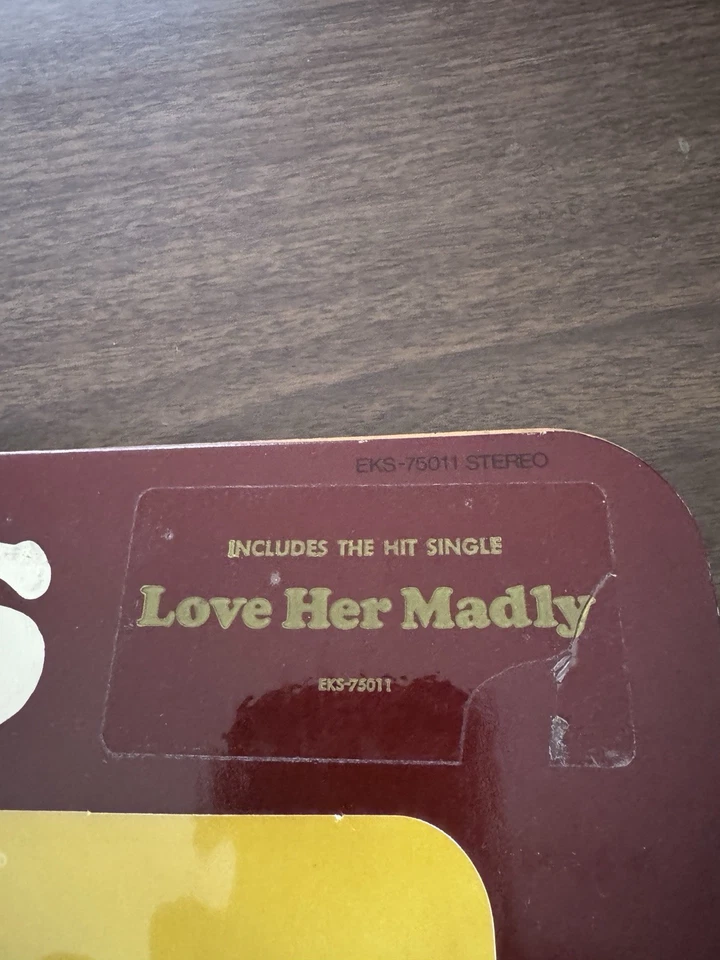 EKS-75011 STEREO
INCLUDES THE HIT SINGLE
Love Her Madly
EKS-75011